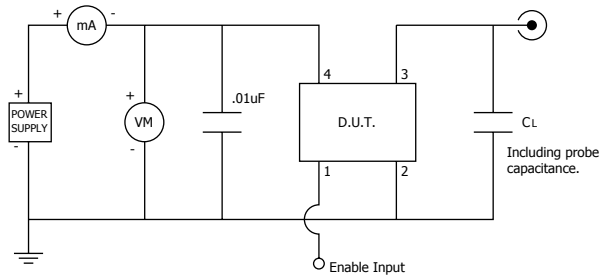 + mA -
+
POWER
SUPPLY
-
+
VM
-
.01uF
4
3
D.U.T.
1
2
CL
Including probe
capacitance.
Enable Input